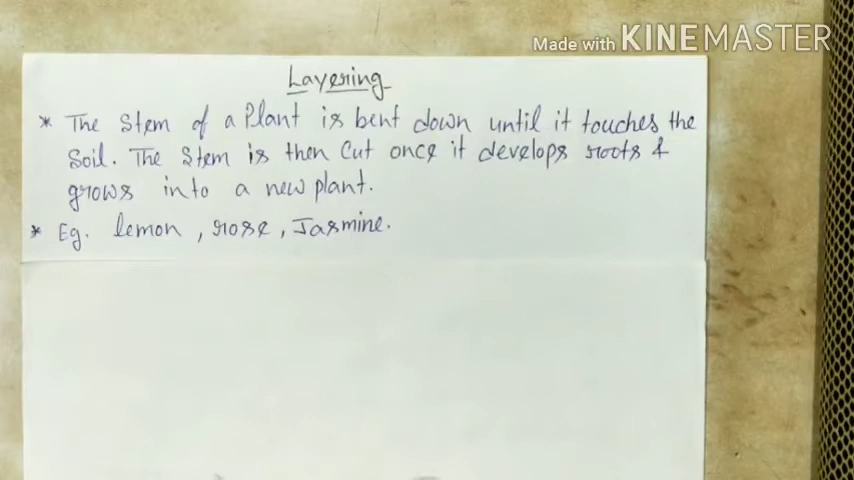 Made with KINEMASTER
Layering
* The Stem of a Plant is bent down until it touches the
Soil. The Stem is then Cut once it develops roots &
grows into a new plant.
* Eg. lemon, rose, Jasmine.